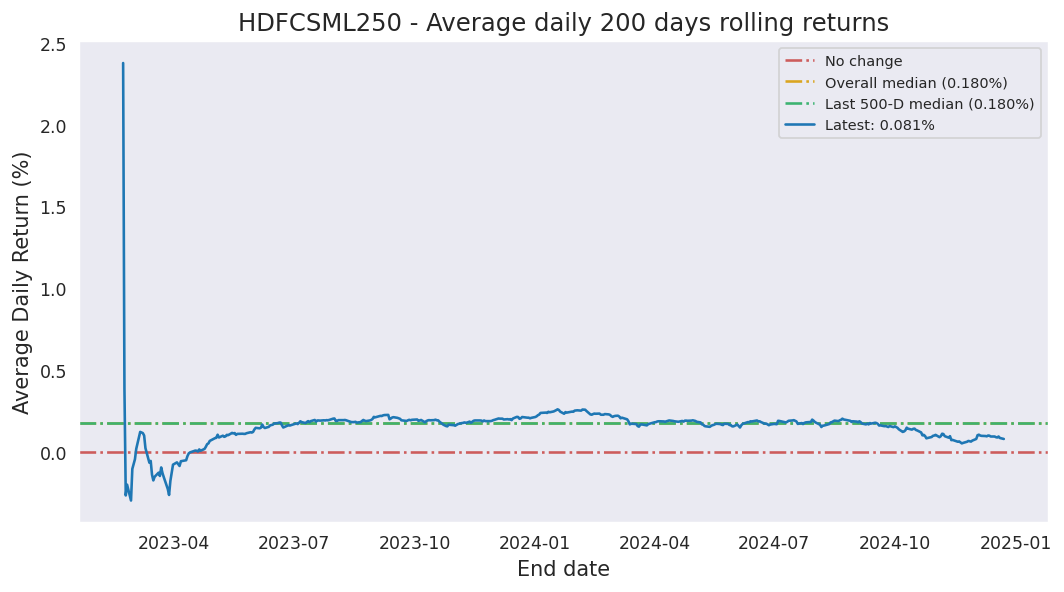 HDFCSML250 - Average daily 200 days rolling returns
No change
Overall median (0.180%)
Last 500-D median (0.180%)
Latest: 0.081%
Average Daily Return (%)
2.5
2.0
1.5
1.0
0.5
0.0
2023-04 2023-07 2023-10 2024-01 2024-04 2024-07 2024-10 2025-01
End date